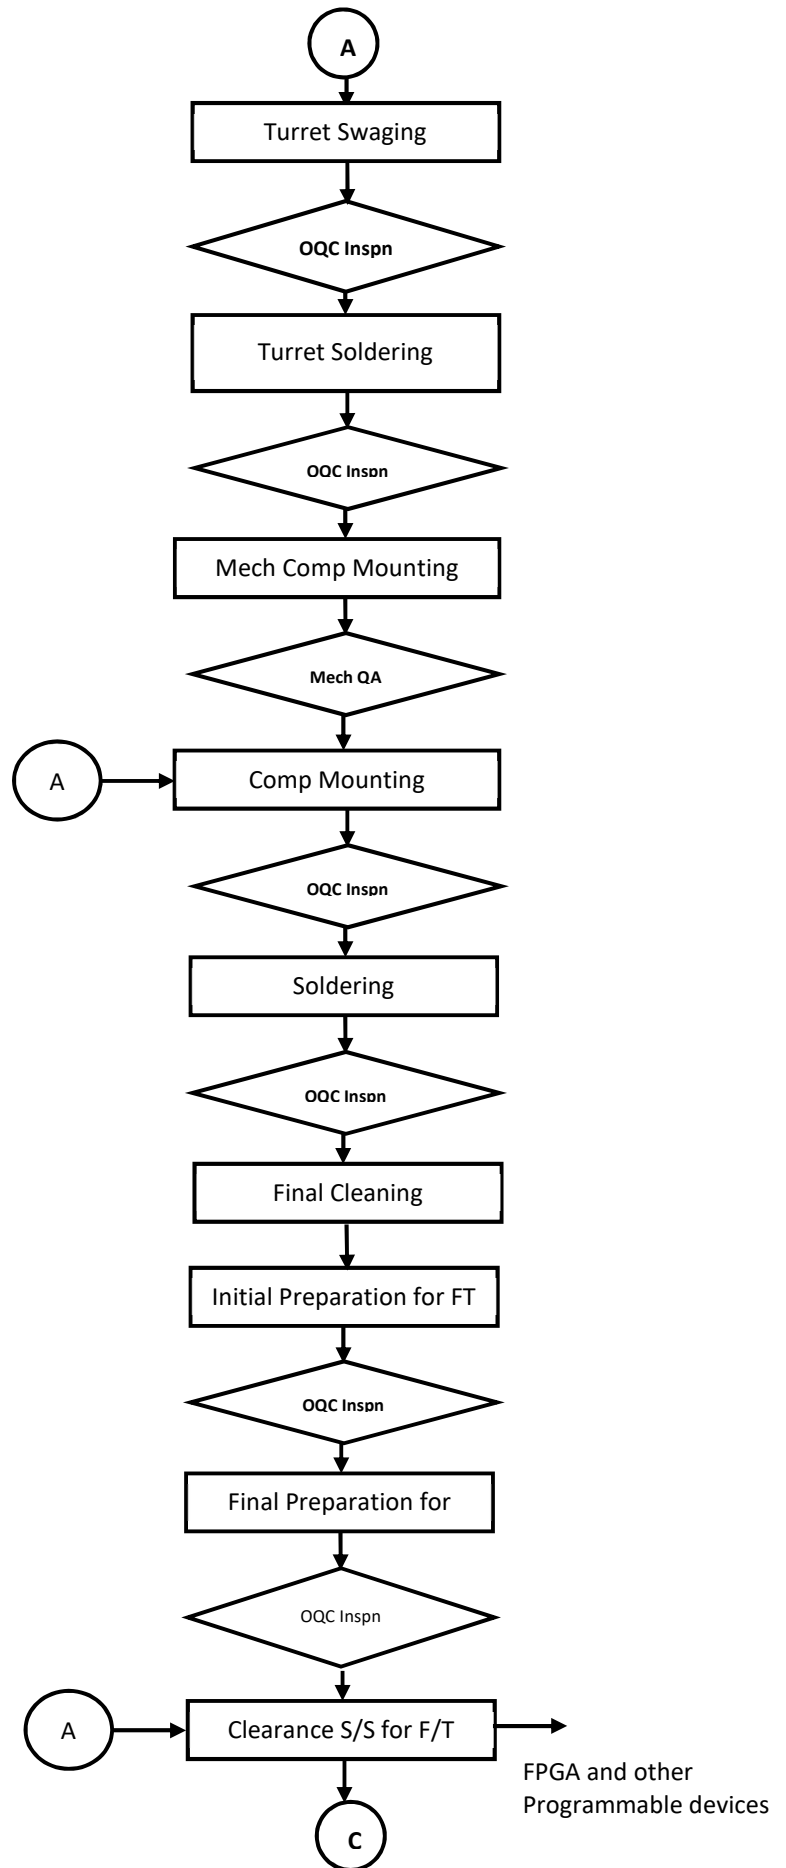 A
Turret Swaging
OQC Inspn
Turret Soldering
OQC Inspn
Mech Comp Mounting
Mech QA
A
Comp Mounting
OQC Inspn
Soldering
OQC Inspn
Final Cleaning
Initial Preparation for FT
OQC Inspn
Final Preparation for
OQC Inspn
A
Clearance S/S for F/T
FPGA and other
Programmable devices
C